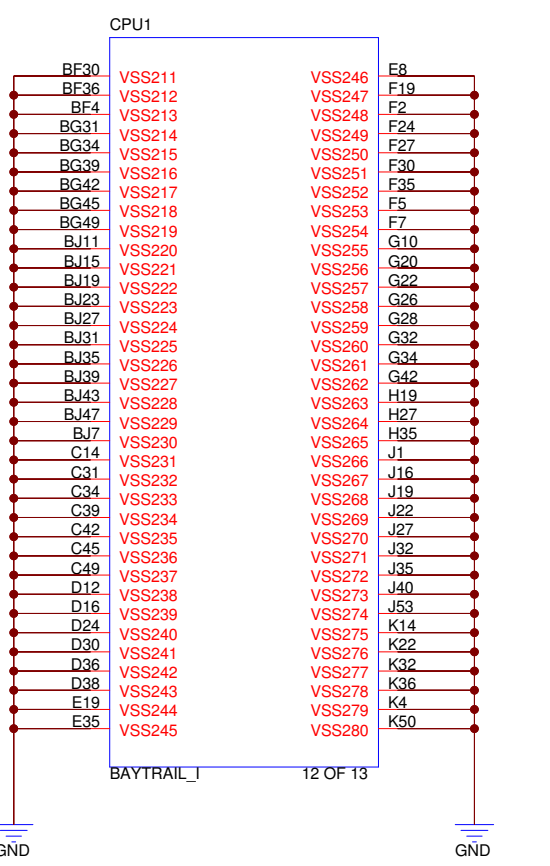 CPU1
BF30 VSS211 VSS246 E8
BF36 VSS212 VSS247 F19
BF4 VSS213 VSS248 F2
BG31 VSS214 VSS249 F24
BG34 VSS215 VSS250 F27
BG39 VSS216 VSS251 F30
BG42 VSS217 VSS252 F35
BG45 VSS218 VSS253 F5
BG49 VSS219 VSS254 F7
BJ11 VSS220 VSS255 G10
BJ15 VSS221 VSS256 G20
BJ19 VSS222 VSS257 G22
BJ23 VSS223 VSS258 G26
BJ27 VSS224 VSS259 G28
BJ31 VSS225 VSS260 G32
BJ35 VSS226 VSS261 G34
BJ39 VSS227 VSS262 G42
BJ43 VSS228 VSS263 H19
BJ47 VSS229 VSS264 H27
BJ7 VSS230 VSS265 H35
C14 VSS231 VSS266 J1
C31 VSS232 VSS267 J16
C34 VSS233 VSS268 J19
C39 VSS234 VSS269 J22
C42 VSS235 VSS270 J27
C45 VSS236 VSS271 J32
C49 VSS237 VSS272 J35
D12 VSS238 VSS273 J40
D16 VSS239 VSS274 J53
D24 VSS240 VSS275 K14
D30 VSS241 VSS276 K22
D36 VSS242 VSS277 K32
D38 VSS243 VSS278 K36
E19 VSS244 VSS279 K4
E35 VSS245 VSS280 K50
BAYTRAIL_I 12 OF 13
GND GND